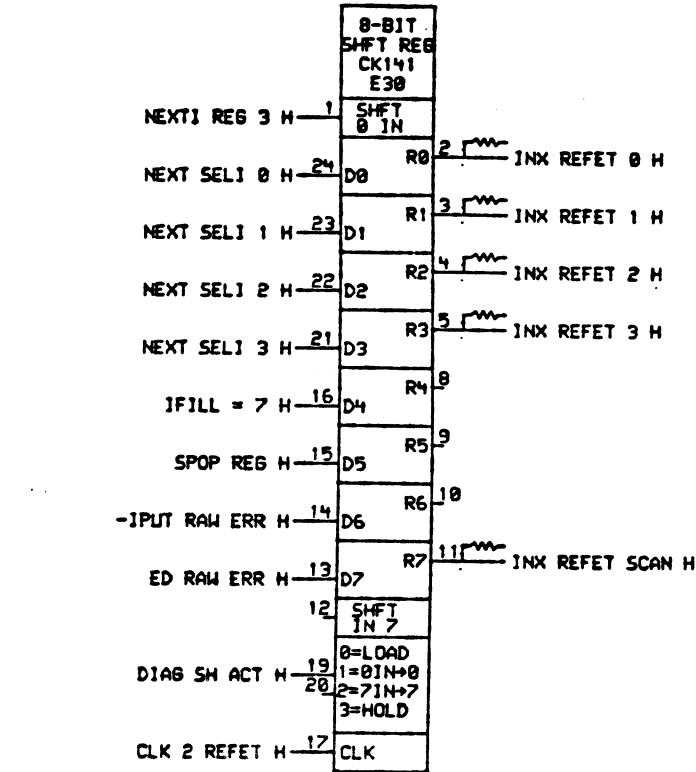 8-BIT
SHFT REG
CK141
E30
NEXTI REG 3 H 1 SHFT
0 IN
R0 2 INX REFET 0 H
NEXT SELI 0 H 24 D0
R1 3 INX REFET 1 H
NEXT SELI 1 H 23 D1
R2 4 INX REFET 2 H
NEXT SELI 2 H 22 D2
R3 5 INX REFET 3 H
NEXT SELI 3 H 21 D3
R4 8
IFILL = 7 H 16 D4
R5 9
SPOP REG H 15 D5
R6 10
-IPUT RAW ERR H 14 D6
R7 11 INX REFET SCAN H
ED RAW ERR H 13 D7
12 SHFT
IN 7
0=LOAD
DIAG SH ACT H 19 1=0IN→0
20 2=7IN→7
3=HOLD
CLK 2 REFET H 17 CLK